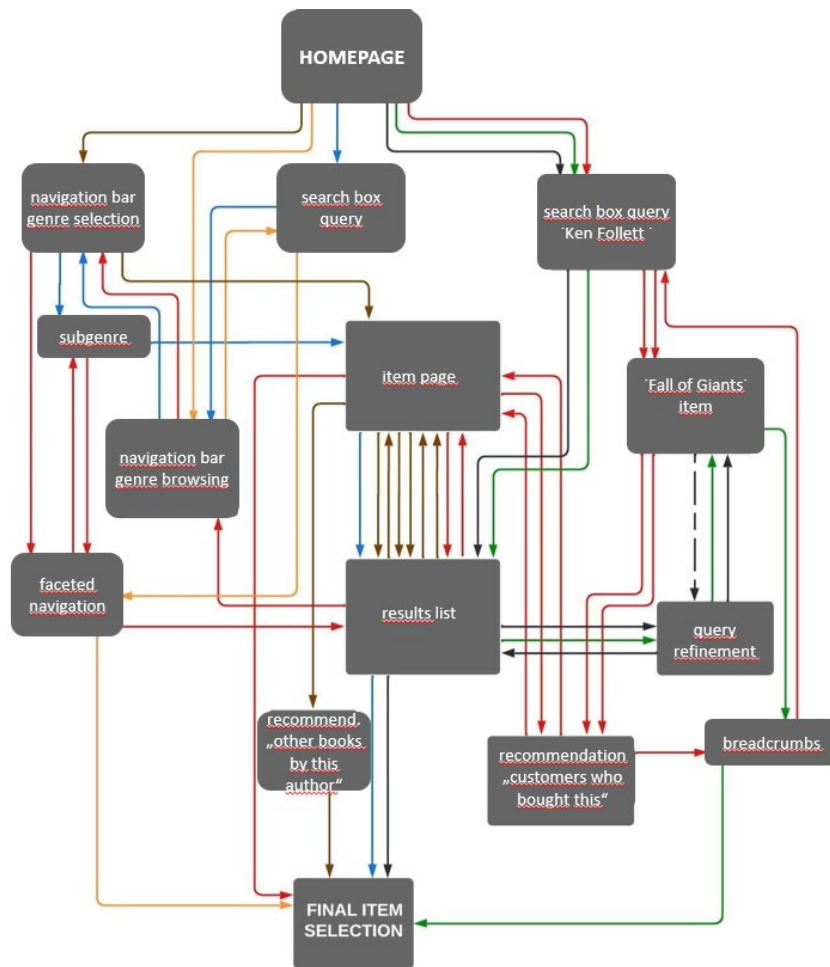 HOMEPAGE
navigation bar
genre selection
search box
query
search box query
`Ken Follett`
subgenre
item page
`Fall of Giants`
item
navigation bar
genre browsing
faceted
navigation
results list
query
refinement
recommend.
„other books
by this
author“
recommendation
„customers who
bought this“
breadcrumbs
FINAL ITEM
SELECTION